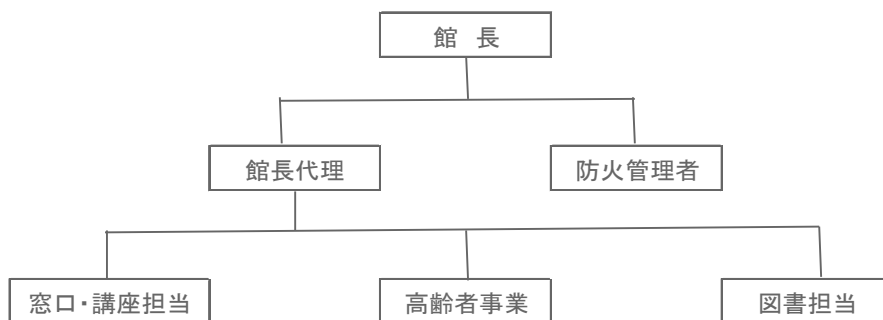 館 長
館長代理
防火管理者
窓口・講座担当
高齢者事業
図書担当